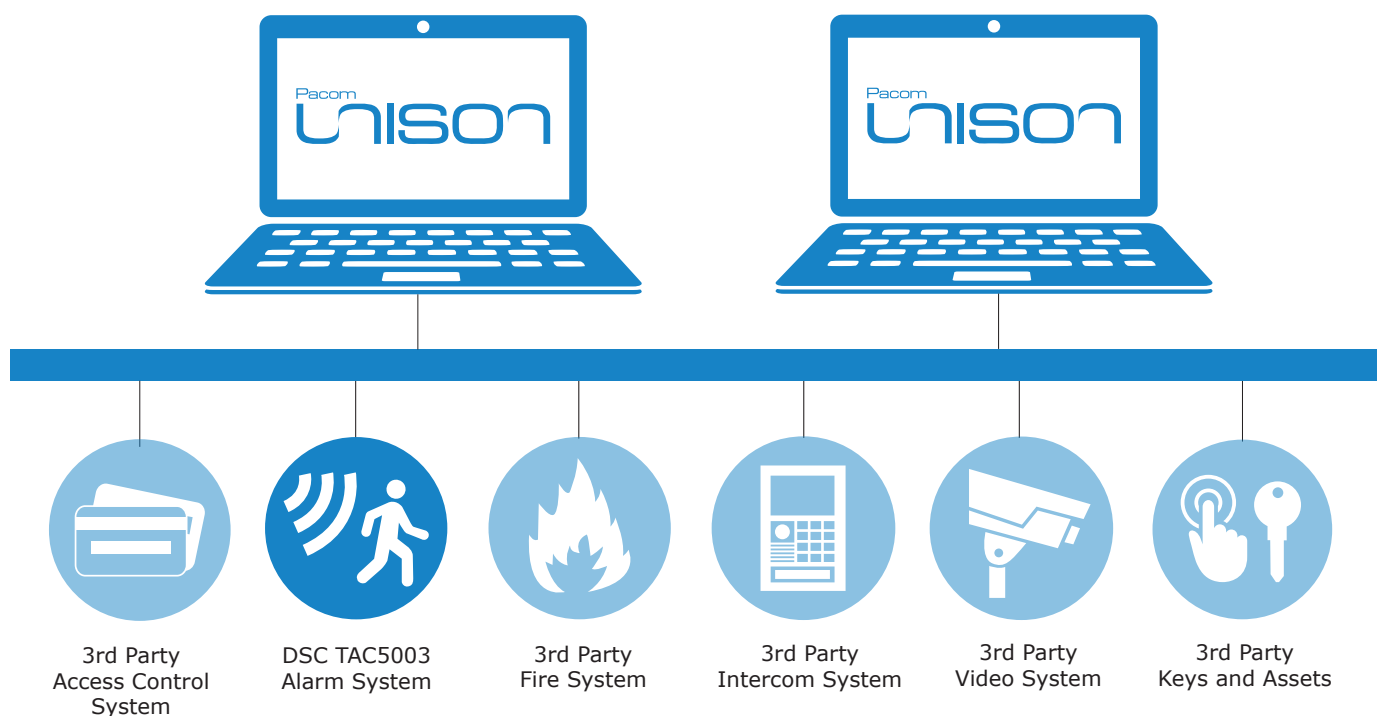 Pacom
unison
Pacom
unison
3rd Party
Access Control
System
DSC TAC5003
Alarm System
3rd Party
Fire System
3rd Party
Intercom System
3rd Party
Video System
3rd Party
Keys and Assets